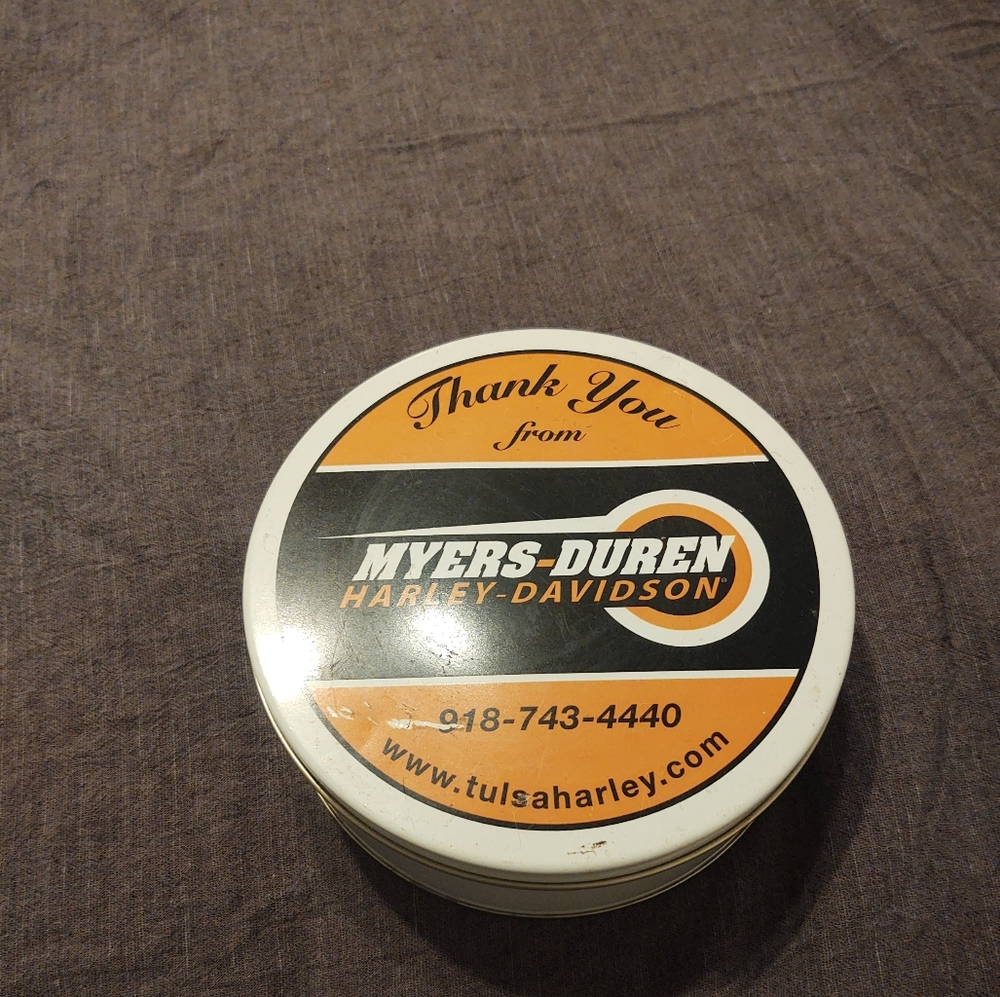 Thank You
from
MYERS-DUREN
HARLEY-DAVIDSON®
918-743-4440
www.tulsaharley.com